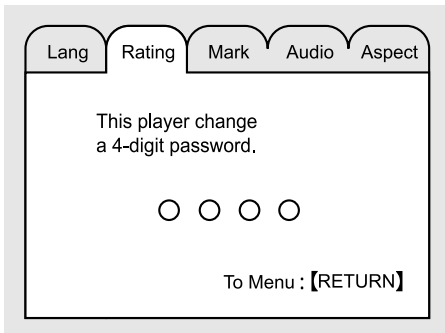 Lang Rating Mark Audio Aspect
This player change
a 4-digit password.
To Menu :【RETURN】